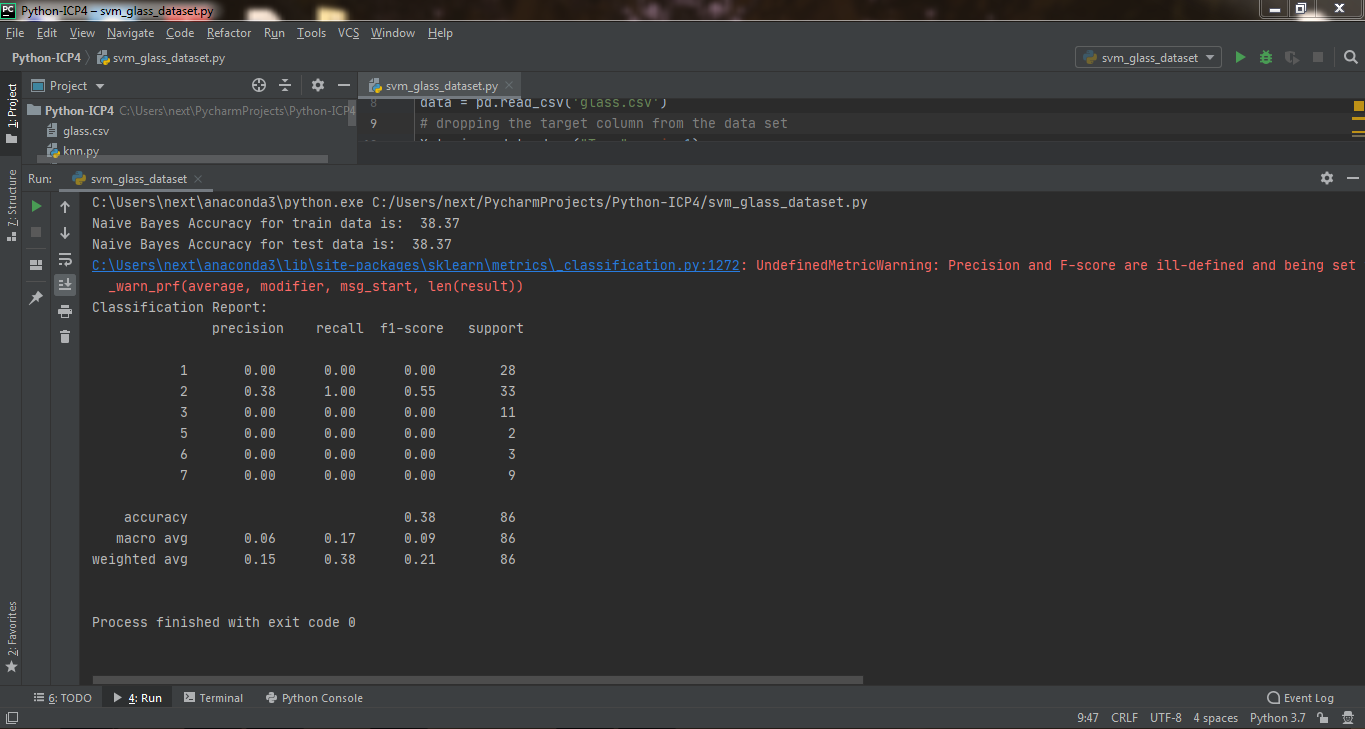 PC Python-ICP4 – svm_glass_dataset.py
File Edit View Navigate Code Refactor Run Tools VCS Window Help
Python-ICP4 svm_glass_dataset.py svm_glass_dataset
1: Project
Project svm_glass_dataset.py
Python-ICP4 C:\Users\next\PycharmProjects\Python-ICP4
glass.csv
knn.py
8 data = pd.read_csv('glass.csv')
9 # dropping the target column from the data set
7: Structure
Run: svm_glass_dataset
C:\Users\next\anaconda3\python.exe C:/Users/next/PycharmProjects/Python-ICP4/svm_glass_dataset.py
Naive Bayes Accuracy for train data is:  38.37
Naive Bayes Accuracy for test data is:  38.37
C:\Users\next\anaconda3\lib\site-packages\sklearn\metrics\_classification.py:1272: UndefinedMetricWarning: Precision and F-score are ill-defined and being set
_warn_prf(average, modifier, msg_start, len(result))
Classification Report:
precision recall f1-score support
1 0.00 0.00 0.00 28
2 0.38 1.00 0.55 33
3 0.00 0.00 0.00 11
5 0.00 0.00 0.00 2
6 0.00 0.00 0.00 3
7 0.00 0.00 0.00 9
accuracy 0.38 86
macro avg 0.06 0.17 0.09 86
weighted avg 0.15 0.38 0.21 86
Process finished with exit code 0
2: Favorites
6: TODO 4: Run Terminal Python Console Event Log
9:47 CRLF UTF-8 4 spaces Python 3.7